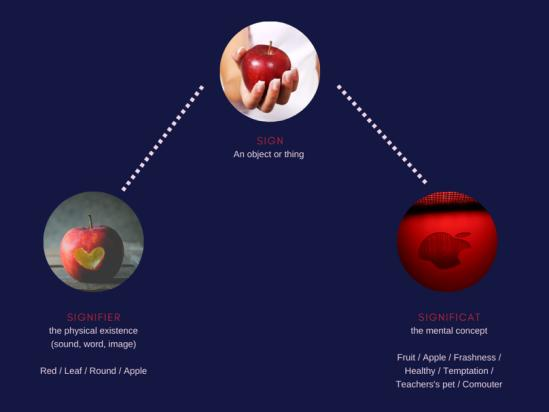 SIGN
An object or thing
SIGNIFIER
the physical existence
(sound, word, image)
Red / Leaf / Round / Apple
SIGNIFICAT
the mental concept
Fruit / Apple / Frashness /
Healthy / Temptation /
Teachers's pet / Comouter